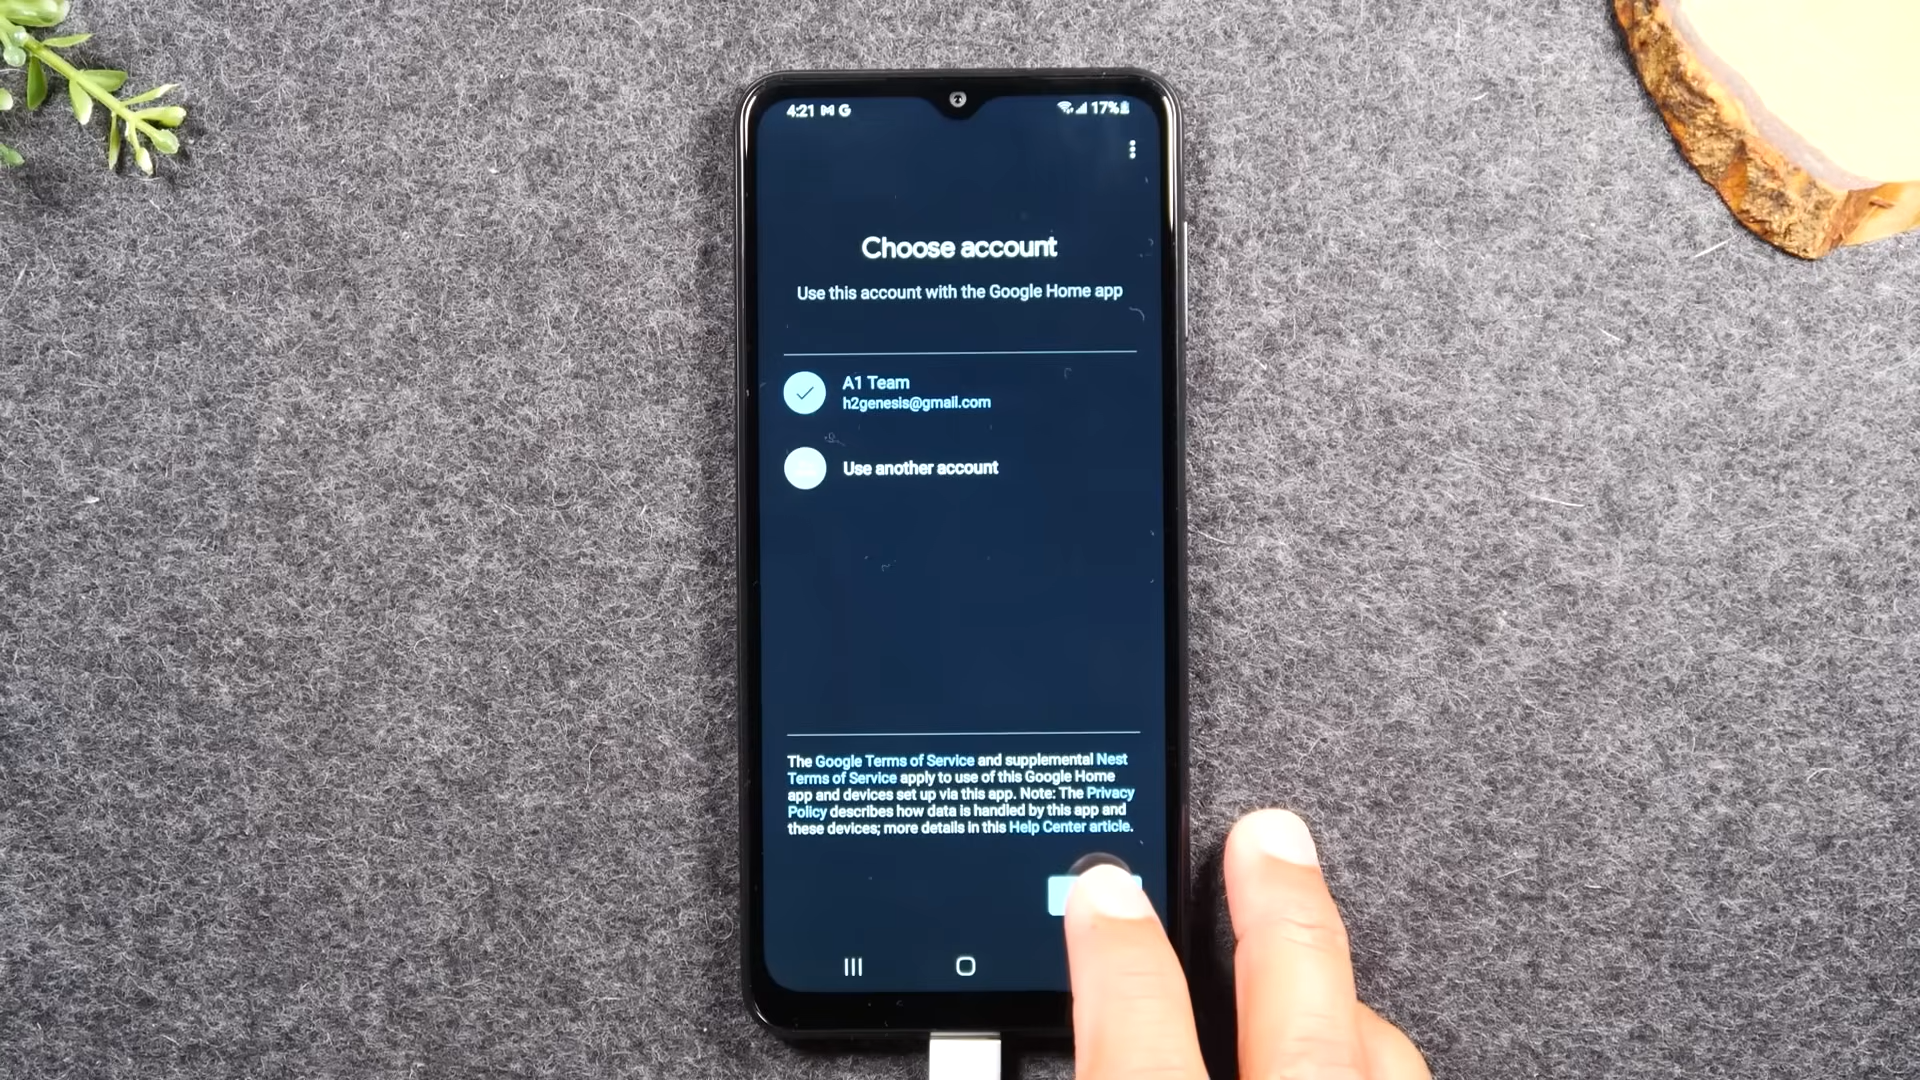 4:21 M G 17%
Choose account
Use this account with the Google Home app
A1 Team
h2genesis@gmail.com
Use another account
The Google Terms of Service and supplemental Nest
Terms of Service apply to use of this Google Home
app and devices set up via this app. Note: The Privacy
Policy describes how data is handled by this app and
these devices; more details in this Help Center article.